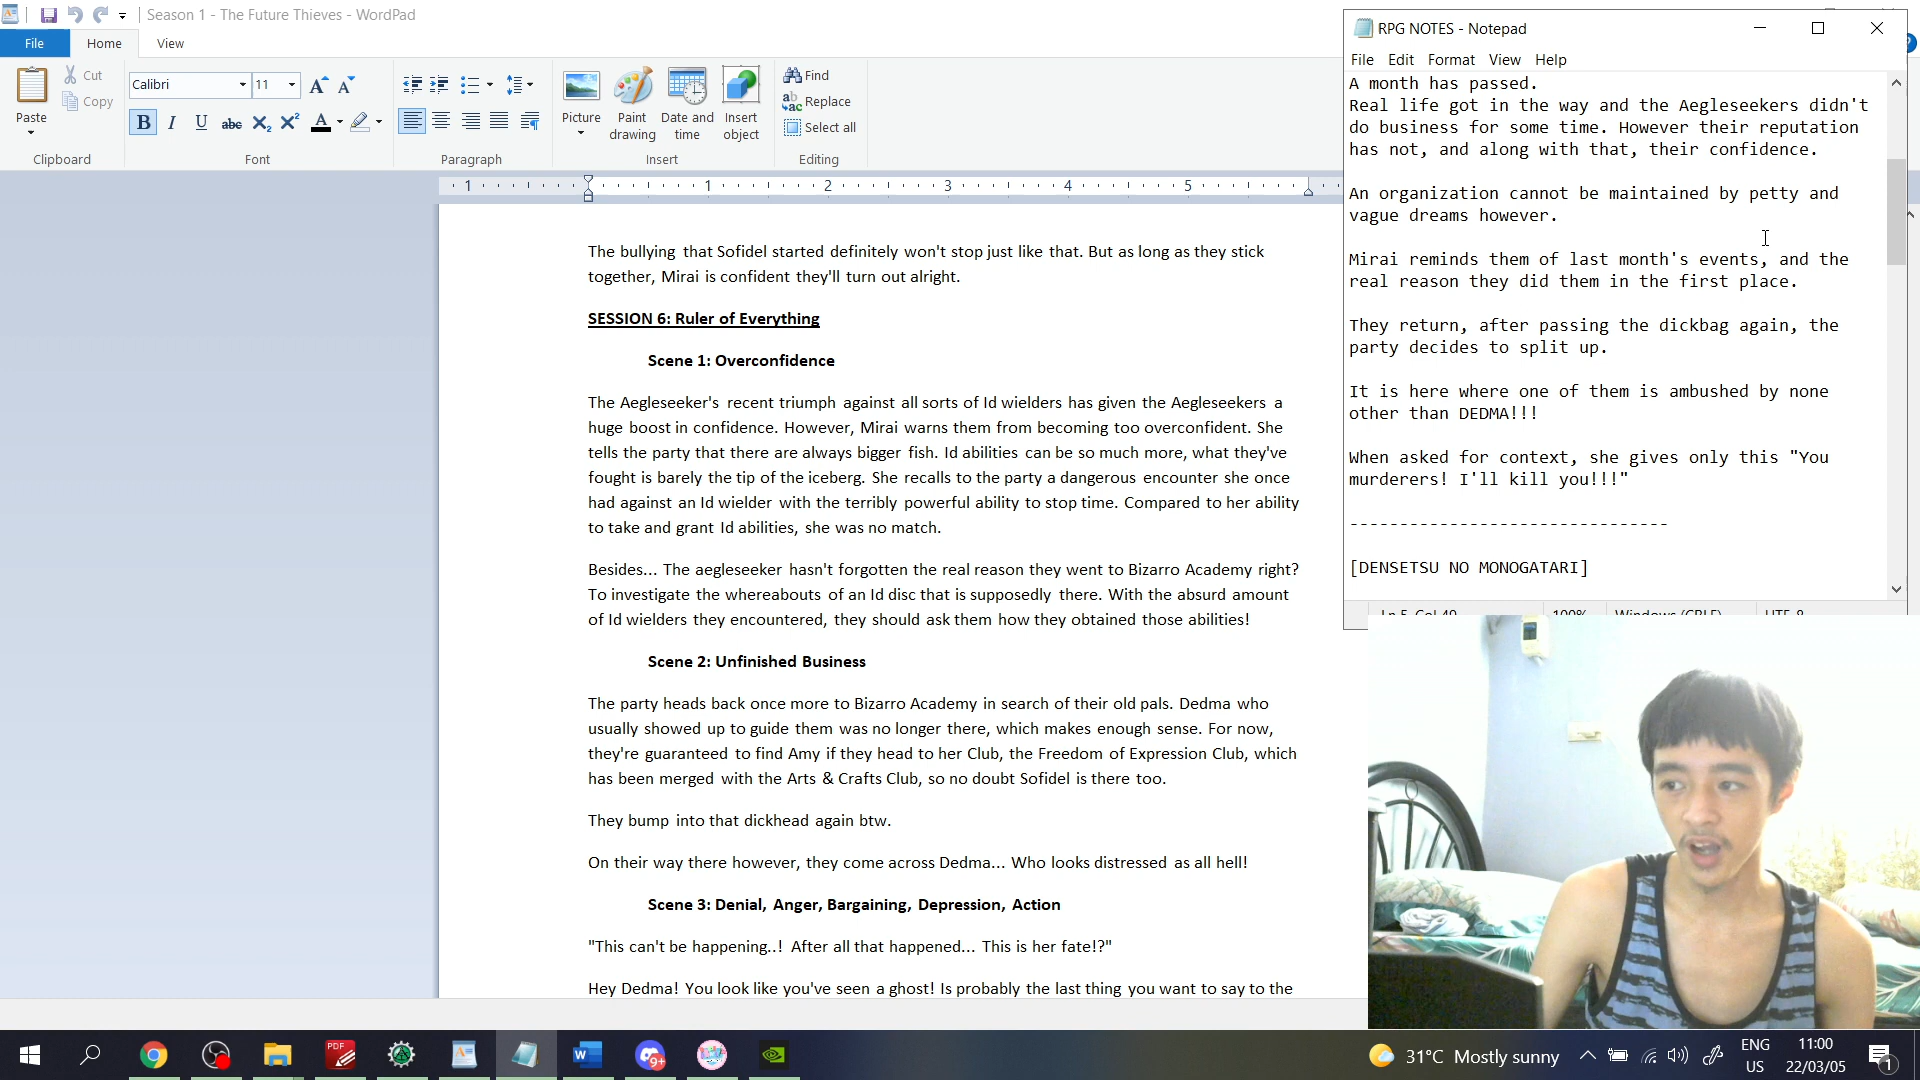 Season 1 - The Future Thieves - WordPad
File
Home
View
Paste
Cut
Copy
Clipboard
Calibri
11
Font
Paragraph
Picture
Paint drawing
Date and time
Insert object
Insert
Find
Replace
Select all
Editing
1 1 2 3 4 5
The bullying that Sofidel started definitely won't stop just like that. But as long as they stick
together, Mirai is confident they'll turn out alright.
SESSION 6: Ruler of Everything
Scene 1: Overconfidence
The Aegleseeker's recent triumph against all sorts of Id wielders has given the Aegleseekers a
huge boost in confidence. However, Mirai warns them from becoming too overconfident. She
tells the party that there are always bigger fish. Id abilities can be so much more, what they've
fought is barely the tip of the iceberg. She recalls to the party a dangerous encounter she once
had against an Id wielder with the terribly powerful ability to stop time. Compared to her ability
to take and grant Id abilities, she was no match.
Besides... The aegleseeker hasn't forgotten the real reason they went to Bizarro Academy right?
To investigate the whereabouts of an Id disc that is supposedly there. With the absurd amount
of Id wielders they encountered, they should ask them how they obtained those abilities!
Scene 2: Unfinished Business
The party heads back once more to Bizarro Academy in search of their old pals. Dedma who
usually showed up to guide them was no longer there, which makes enough sense. For now,
they're guaranteed to find Amy if they head to her Club, the Freedom of Expression Club, which
has been merged with the Arts & Crafts Club, so no doubt Sofidel is there too.
They bump into that dickhead again btw.
On their way there however, they come across Dedma... Who looks distressed as all hell!
Scene 3: Denial, Anger, Bargaining, Depression, Action
"This can't be happening..! After all that happened... This is her fate!?"
Hey Dedma! You look like you've seen a ghost! Is probably the last thing you want to say to the
RPG NOTES - Notepad
File Edit Format View Help
A month has passed.
Real life got in the way and the Aegleseekers didn't
do business for some time. However their reputation
has not, and along with that, their confidence.
An organization cannot be maintained by petty and
vague dreams however.
Mirai reminds them of last month's events, and the
real reason they did them in the first place.
They return, after passing the dickbag again, the
party decides to split up.
It is here where one of them is ambushed by none
other than DEDMA!!!
When asked for context, she gives only this "You
murderers! I'll kill you!!!"
--------------------------------
[DENSETSU NO MONOGATARI]
Ln 5, Col 49
100%
Windows (CRLF)
UTF-8
PDF
9+
31°C Mostly sunny
ENG
US
11:00
22/03/05
1